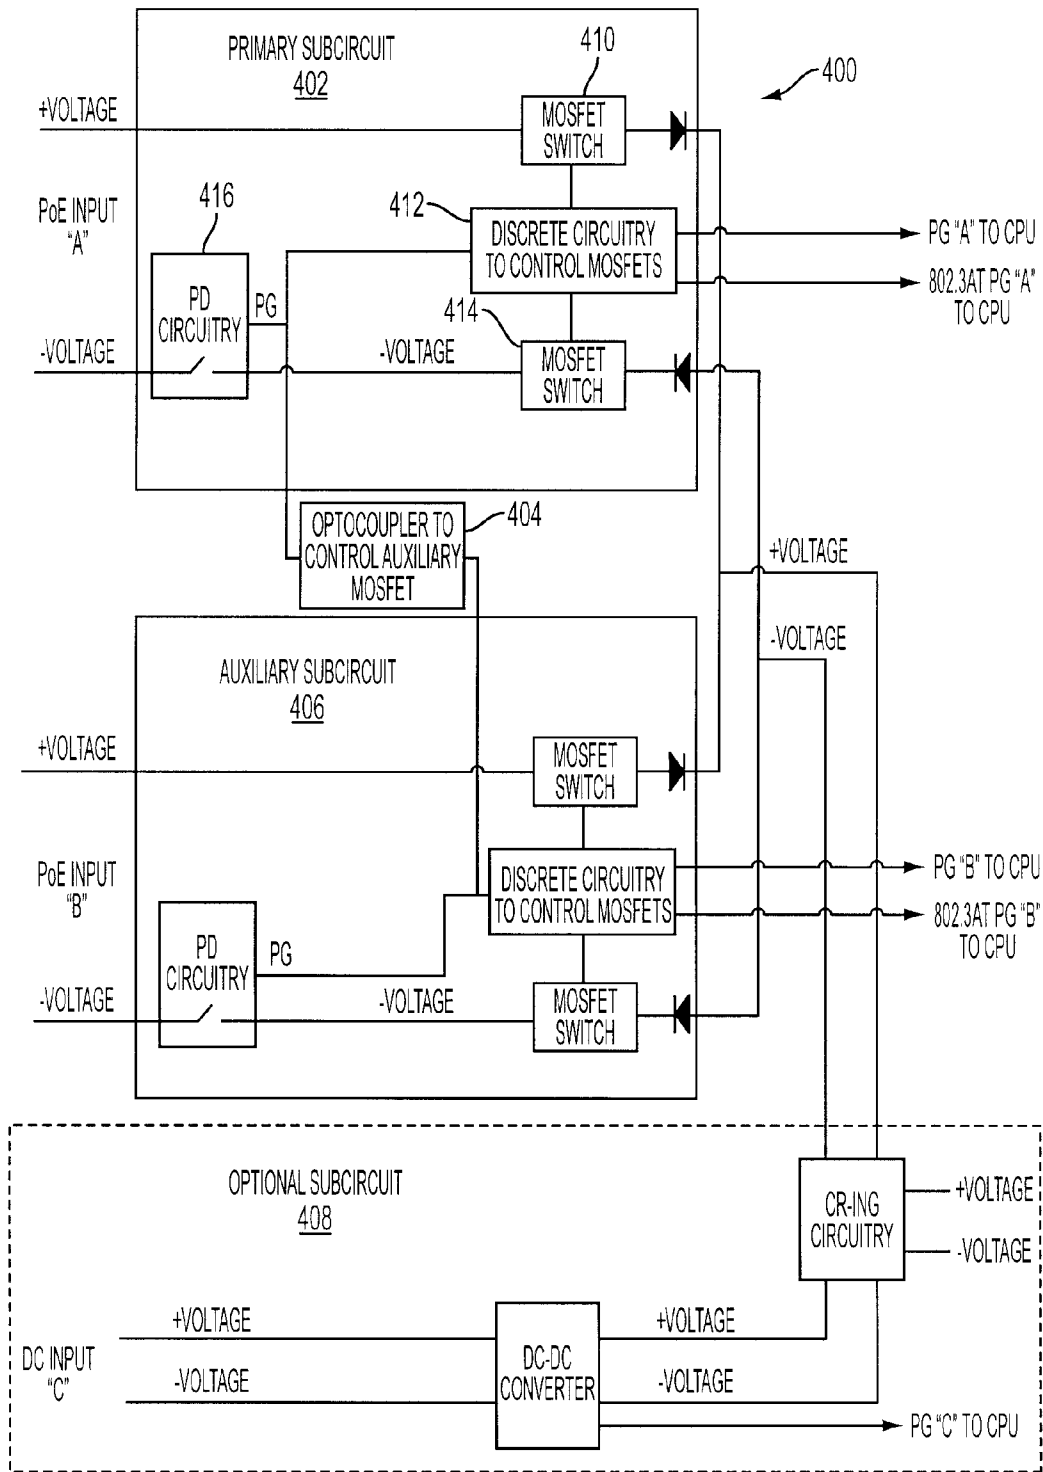 PRIMARY SUBCIRCUIT
402
410
400
+VOLTAGE
MOSFET
SWITCH
PoE INPUT
"A"
416
412
DISCRETE CIRCUITRY
TO CONTROL MOSFETS
PG "A" TO CPU
802.3AT PG "A"
TO CPU
PD
CIRCUITRY
PG
414
-VOLTAGE
-VOLTAGE
MOSFET
SWITCH
OPTOCOUPLER TO
CONTROL AUXILIARY
MOSFET
404
+VOLTAGE
-VOLTAGE
AUXILIARY SUBCIRCUIT
406
+VOLTAGE
MOSFET
SWITCH
PoE INPUT
"B"
DISCRETE CIRCUITRY
TO CONTROL MOSFETS
PG "B" TO CPU
802.3AT PG "B"
TO CPU
PD
CIRCUITRY
PG
-VOLTAGE
-VOLTAGE
MOSFET
SWITCH
OPTIONAL SUBCIRCUIT
408
CR-ING
CIRCUITRY
+VOLTAGE
-VOLTAGE
+VOLTAGE
+VOLTAGE
DC INPUT
"C"
DC-DC
CONVERTER
-VOLTAGE
-VOLTAGE
PG "C" TO CPU